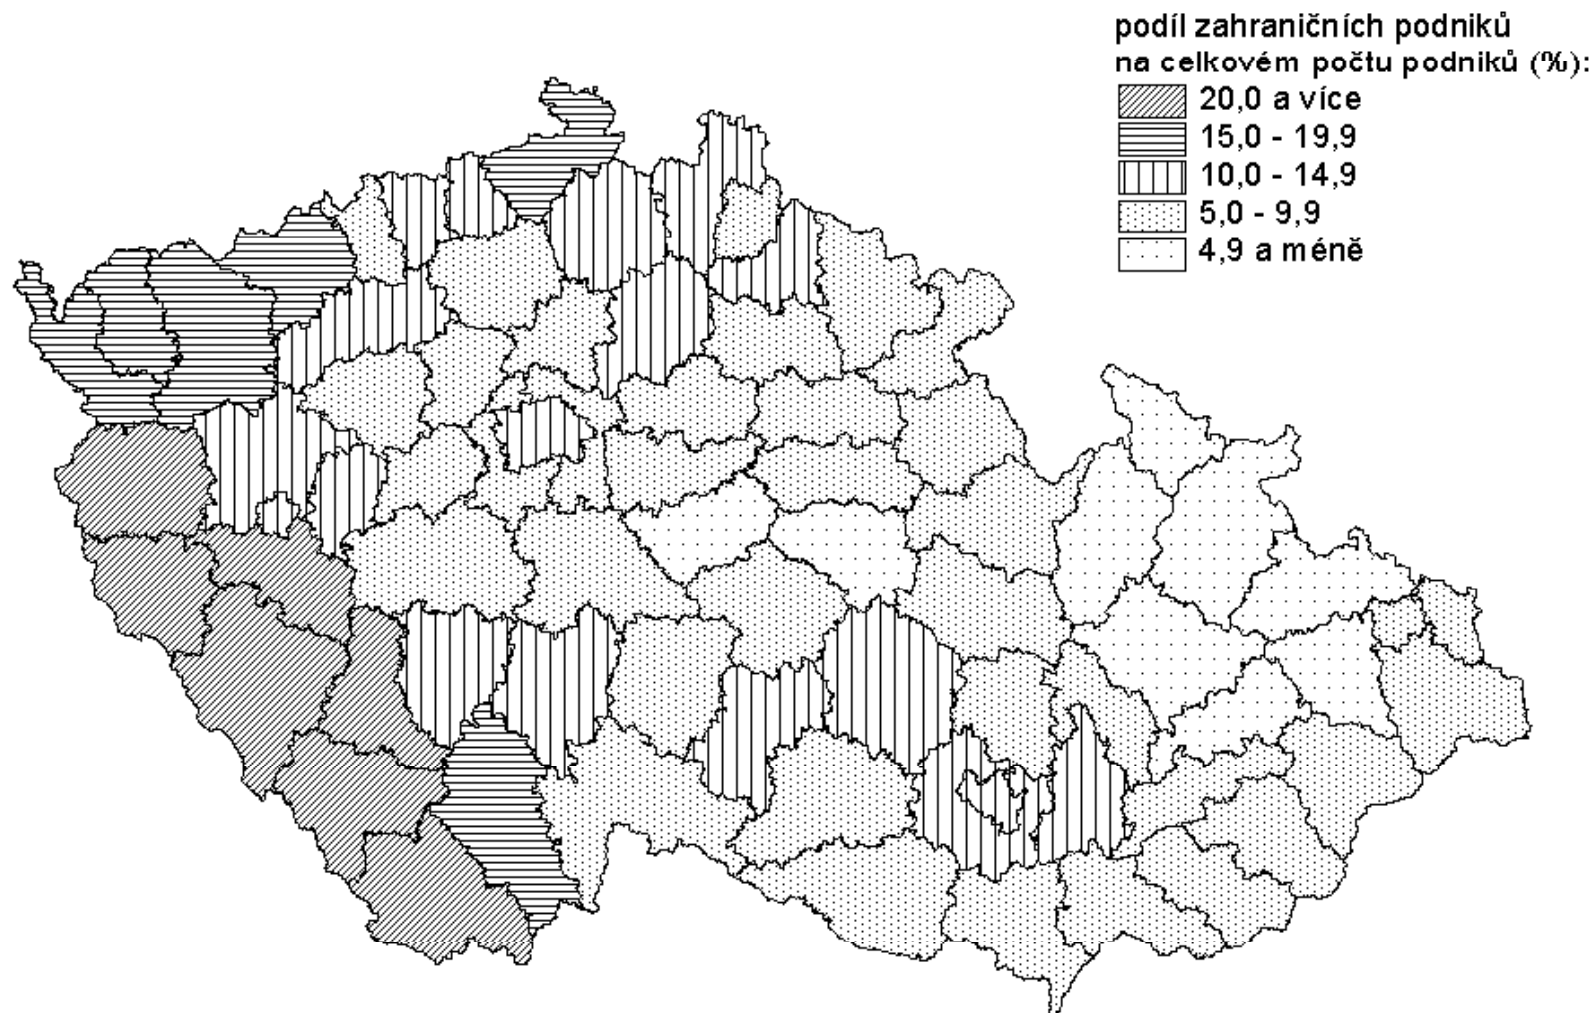 podíl zahraničních podniků
na celkovém počtu podniků (%):
20,0 a více
15,0 - 19,9
10,0 - 14,9
5,0 - 9,9
4,9 a méně